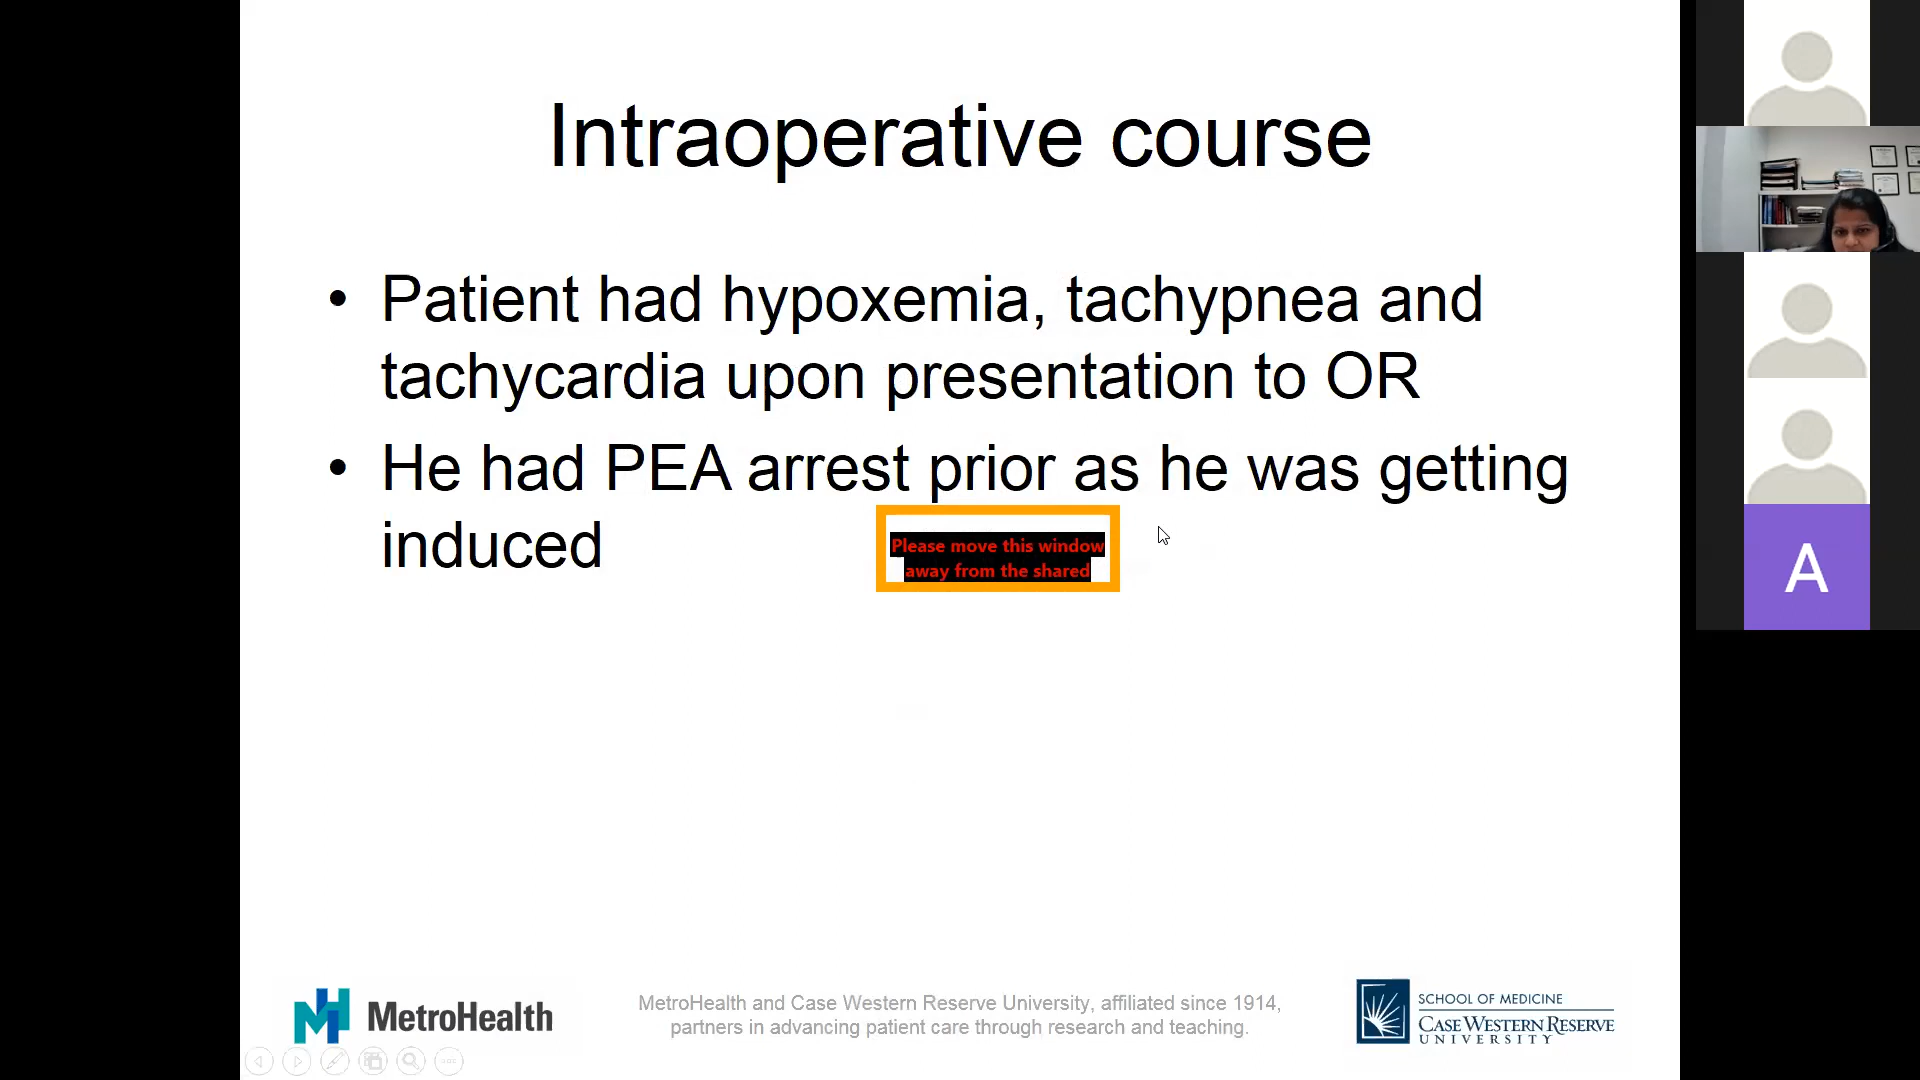 Intraoperative course
• Patient had hypoxemia, tachypnea and
tachycardia upon presentation to OR
• He had PEA arrest prior as he was getting
induced
Please move this window
away from the shared
A
MetroHealth
MetroHealth and Case Western Reserve University, affiliated since 1914,
partners in advancing patient care through research and teaching.
SCHOOL OF MEDICINE
CASE WESTERN RESERVE
UNIVERSITY